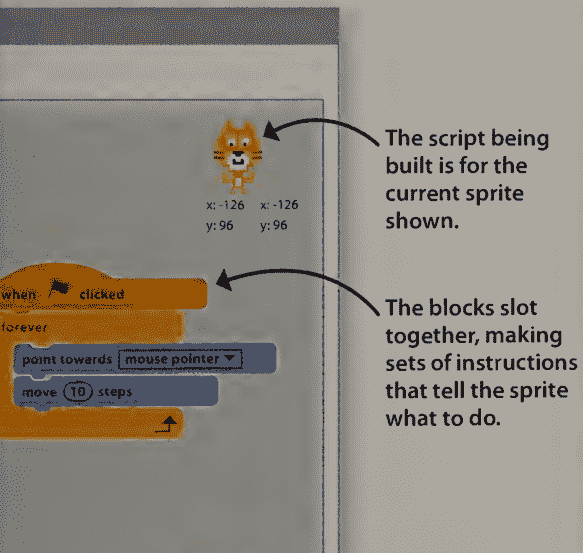 The script being
built is for the
current sprite
shown.
x: -126 x: -126
y: 96 y: 96
when clicked
forever
point towards mouse pointer
move 10 steps
The blocks slot
together, making
sets of instructions
that tell the sprite
what to do.